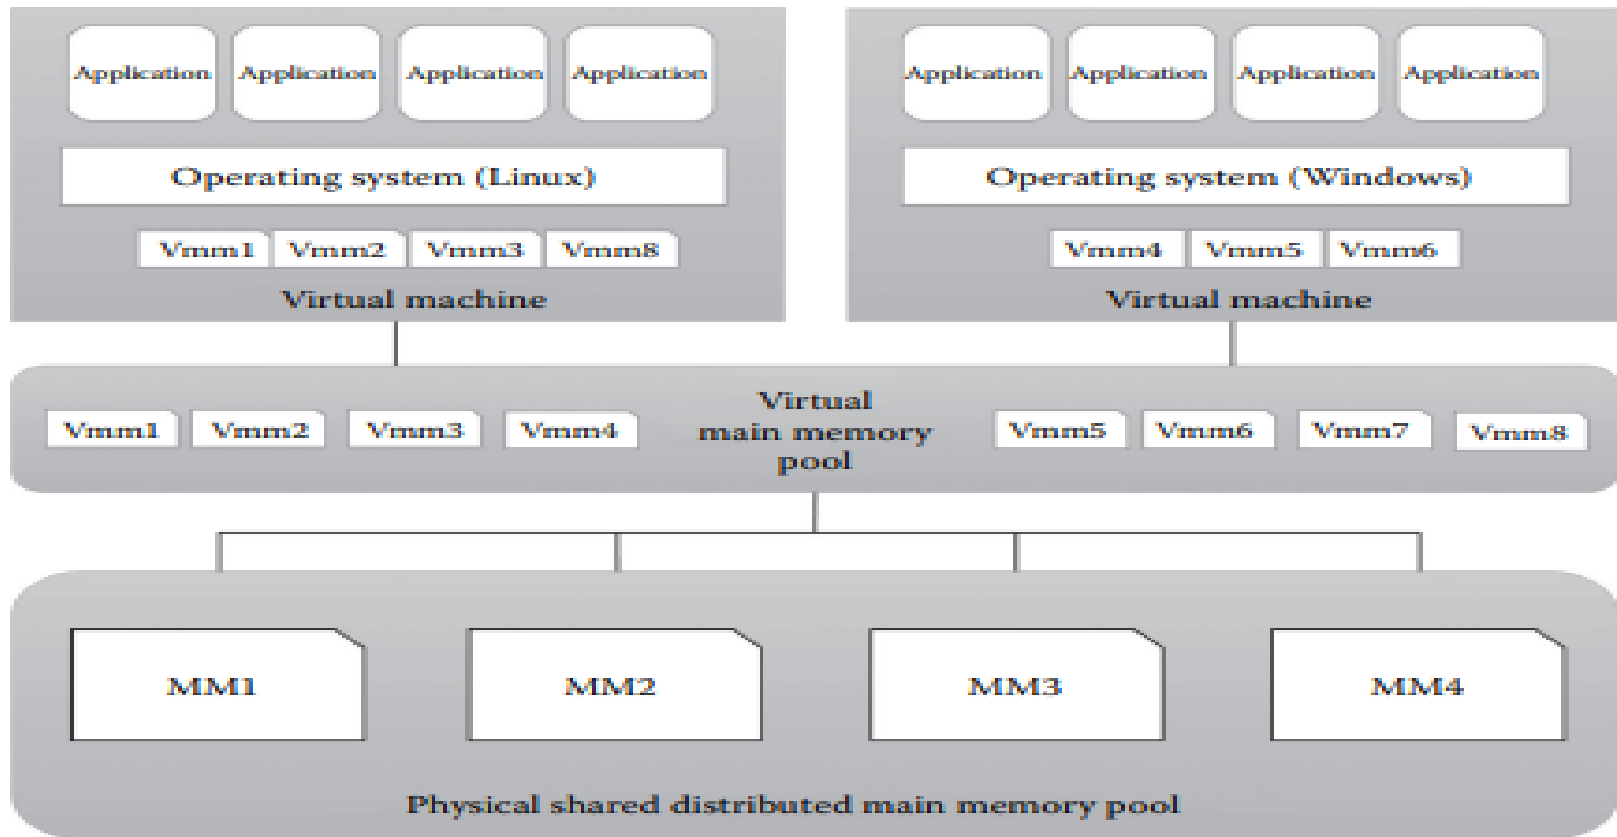 Application Application Application Application
Operating system (Linux)
Vmm1 Vmm2 Vmm3 Vmm8
Virtual machine
Application Application Application Application
Operating system (Windows)
Vmm4 Vmm5 Vmm6
Virtual machine
Vmm1 Vmm2 Vmm3 Vmm4
Virtual
main memory
pool
Vmm5 Vmm6 Vmm7 Vmm8
MM1 MM2 MM3 MM4
Physical shared distributed main memory pool